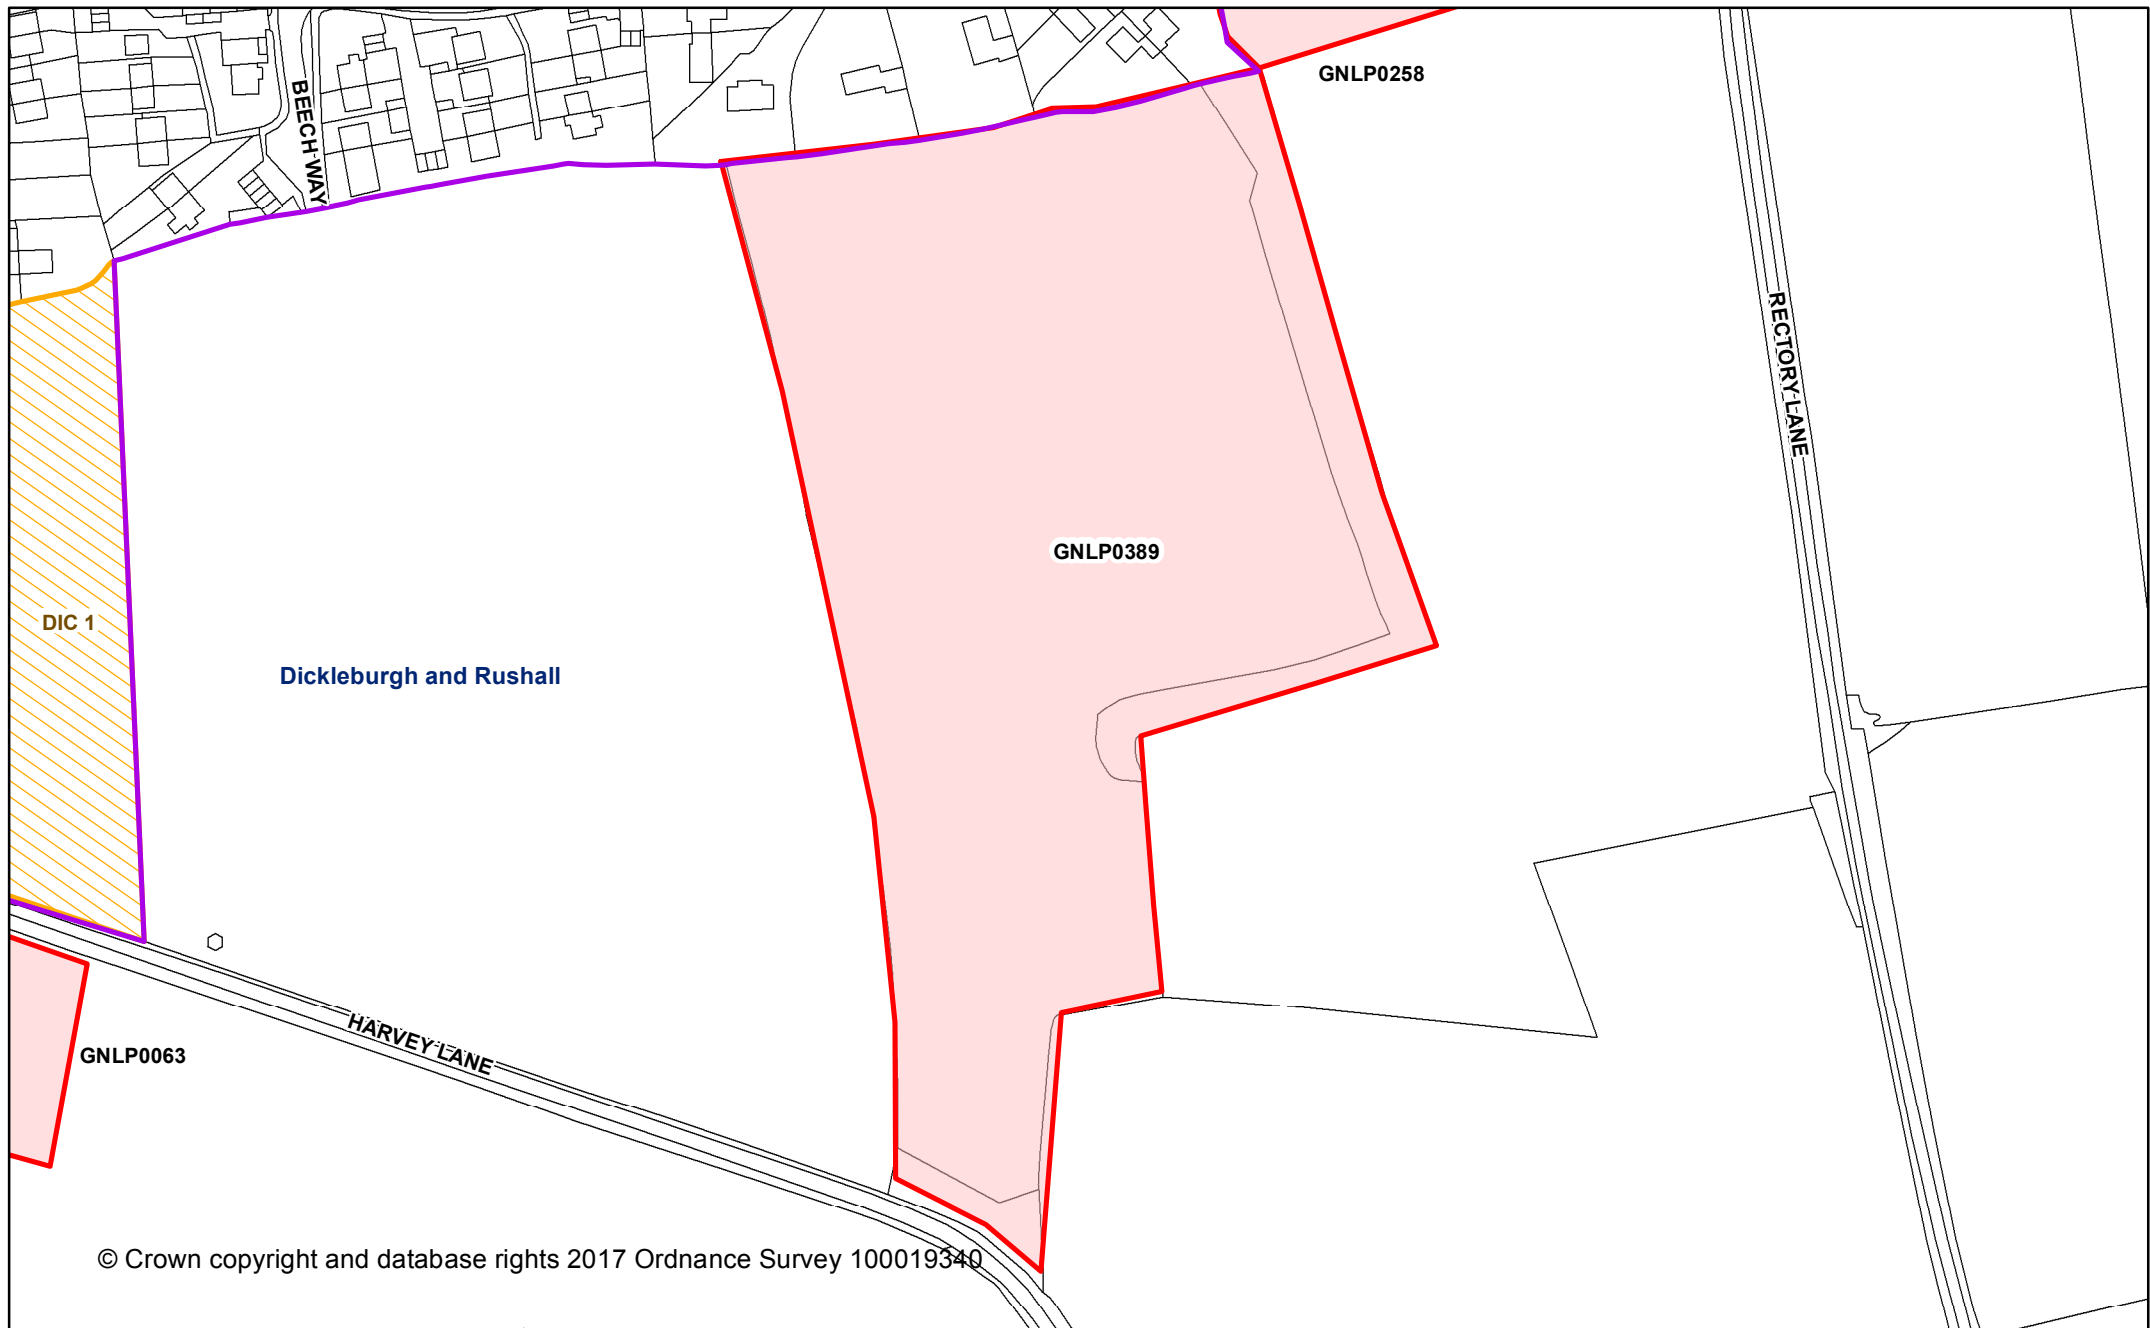 GNLP0258
BEECH WAY
RECTORY LANE
GNLP0389
DIC 1
Dickleburgh and Rushall
HARVEY LANE
GNLP0063
© Crown copyright and database rights 2017 Ordnance Survey 100019340